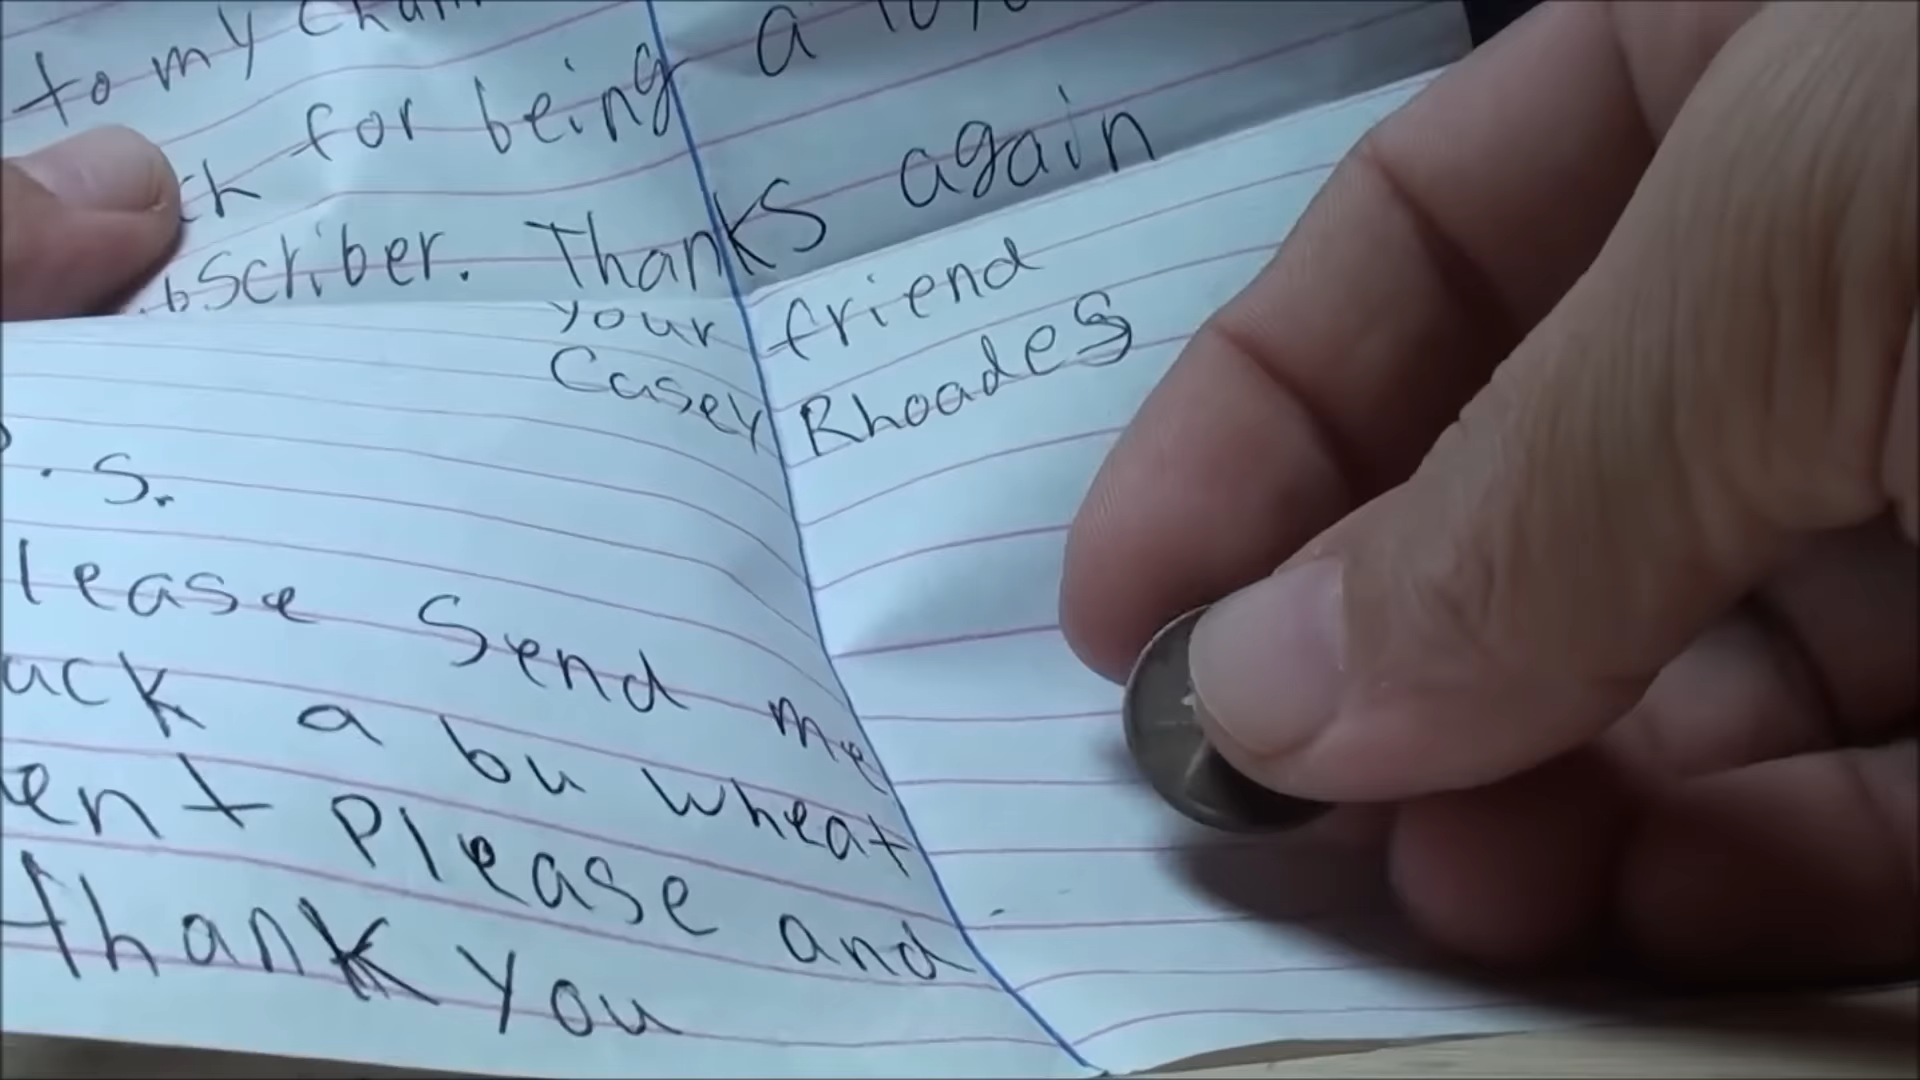 to my
for being a
Thanks again
your friend
Casey Rhoades
. S.
lease Send me
ack a bu wheat
ent Please and
thank you